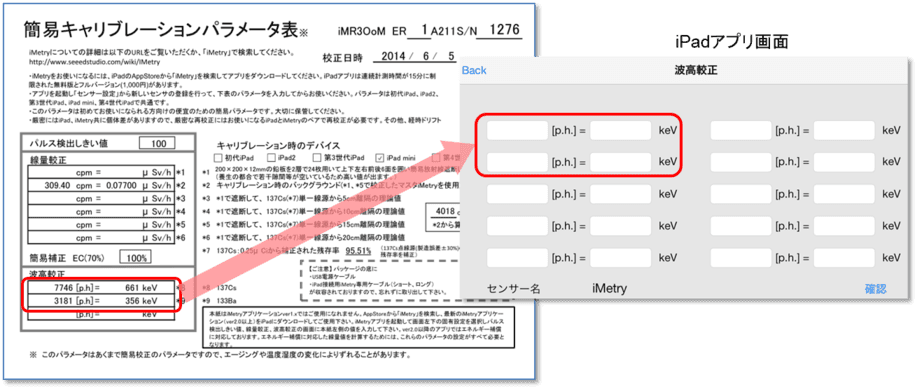 簡易キャリブレーションパラメータ表※
iMR3OoM ER 1A211S/N 1276
iMetryについての詳細は以下のURLをご覧いただくか、「iMetry」で検索してください。
http://www.seeedstudio.com/wiki/IMetry
校正日時 2014 / 6 / 5
・iMetryをお使いになるには、iPadのAppStoreから「iMetry」を検索してアプリをダウンロードしてください。iPadアプリは連続計測時間が15分に制
限された無料版とフルバージョン(1,000円)があります。
・アプリを起動し「センサー設定」から新しいセンサの登録を行って、下表のパラメータを入力してからお使いください。パラメータは初代iPad、iPad2、
第3世代iPad、iPad mini、第4世代iPadで共通です。
・このパラメータは初めてお使いになられる方向けの便宜のための簡易パラメータです。大切に保管してください。
・厳密にはiPad、iMetry共に個体差がありますので、厳密な再校正にはお使いになるiPadとiMetryのペアで再校正が必要です。その他、経時ドリフト
パルス検出しきい値 100
線量較正
cpm = μ Sv/h *1
309.40 cpm = 0.07700 μ Sv/h *2
cpm = μ Sv/h *3
cpm = μ Sv/h *4
cpm = μ Sv/h *5
cpm = μ Sv/h *6
簡易補正 EC(70%) 100%
波高較正
7746 [p.h]= 661 keV *8
3181 [p.h]= 356 keV *9
[p.h]= keV
キャリブレーション時のデバイス
初代iPad iPad2 第3世代iPad ✓ iPad mini 第4
*1 200×200×12mmの鉛板を2層で24枚用いて上下左右前後6面を囲い簡易放射線遮断
(養生の都合で若干隙間等が空いているため高い値が出ます。
*2 キャリブレーション時のバックグラウンド(*1、*5で校正したマスタiMetryを使用
*3 *1で遮断して、137Cs(*7)単一線源から5cm離隔の理論値
*4 *1で遮断して、137Cs(*7)単一線源から10cm離隔の理論値
*5 *1で遮断して、137Cs(*7)単一線源から15cm離隔の理論値
*6 *1で遮断して、137Cs(*7)単一線源から20cm離隔の理論値
4018
*2から算
*7 137Cs:0.25μCiから補正された残存率 95.51%
(137Cs点線源(製造誤差±30%)
残存率を補正)
*8 137Cs
*9 133Ba
【ご注意】パッケージの底に
・USB電源ケーブル
・iPad接続用iMetry専用ケーブル(ショート、ロング)
が収容されておりますので、忘れずに取り出して下さい。
本紙はiMetryアプリケーションver1.xではご使用になれません。AppStoreから「iMetry」を検索し、最新のiMetryアプリケー
ション(ver2.0以上)をiPadにダウンロードしてご使用下さい。iMetryアプリを起動して画面左下の固有設定を選択しパルス
検出しきい値、線量較正、波高較正の画面に本紙左側の値を入力して下さい。ver2.0以降のアプリではエネルギー補償
に対応しております。エネルギー補償に対応した線量値を計算するためには、これらのパラメータの設定がすべて必要と
なります。
※ このパラメータはあくまで簡易校正のパラメータですので、エージングや温度湿度の変化によりずれることがあります。
iPadアプリ画面
Back 波高較正
[p.h.] = keV [p.h.] = keV
[p.h.] = keV [p.h.] = keV
[p.h.] = keV [p.h.] = keV
[p.h.] = keV [p.h.] = keV
[p.h.] = keV [p.h.] = keV
センサー名 iMetry 確認